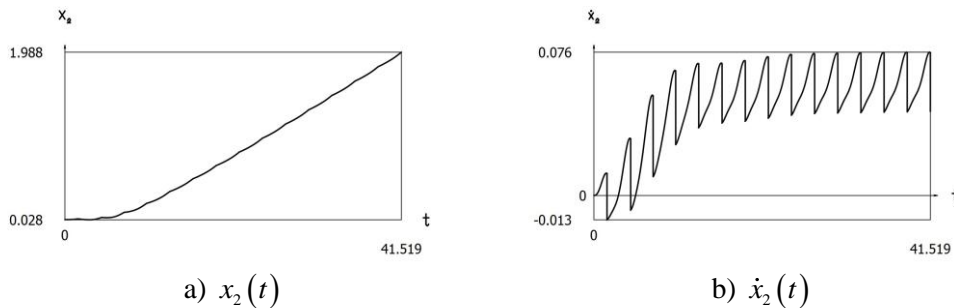 x₂ ẋ₂
1.988 0.076
0
0.028 t -0.013 t
0 0
41.519 41.519
a) x₂(t) b) ẋ₂(t)